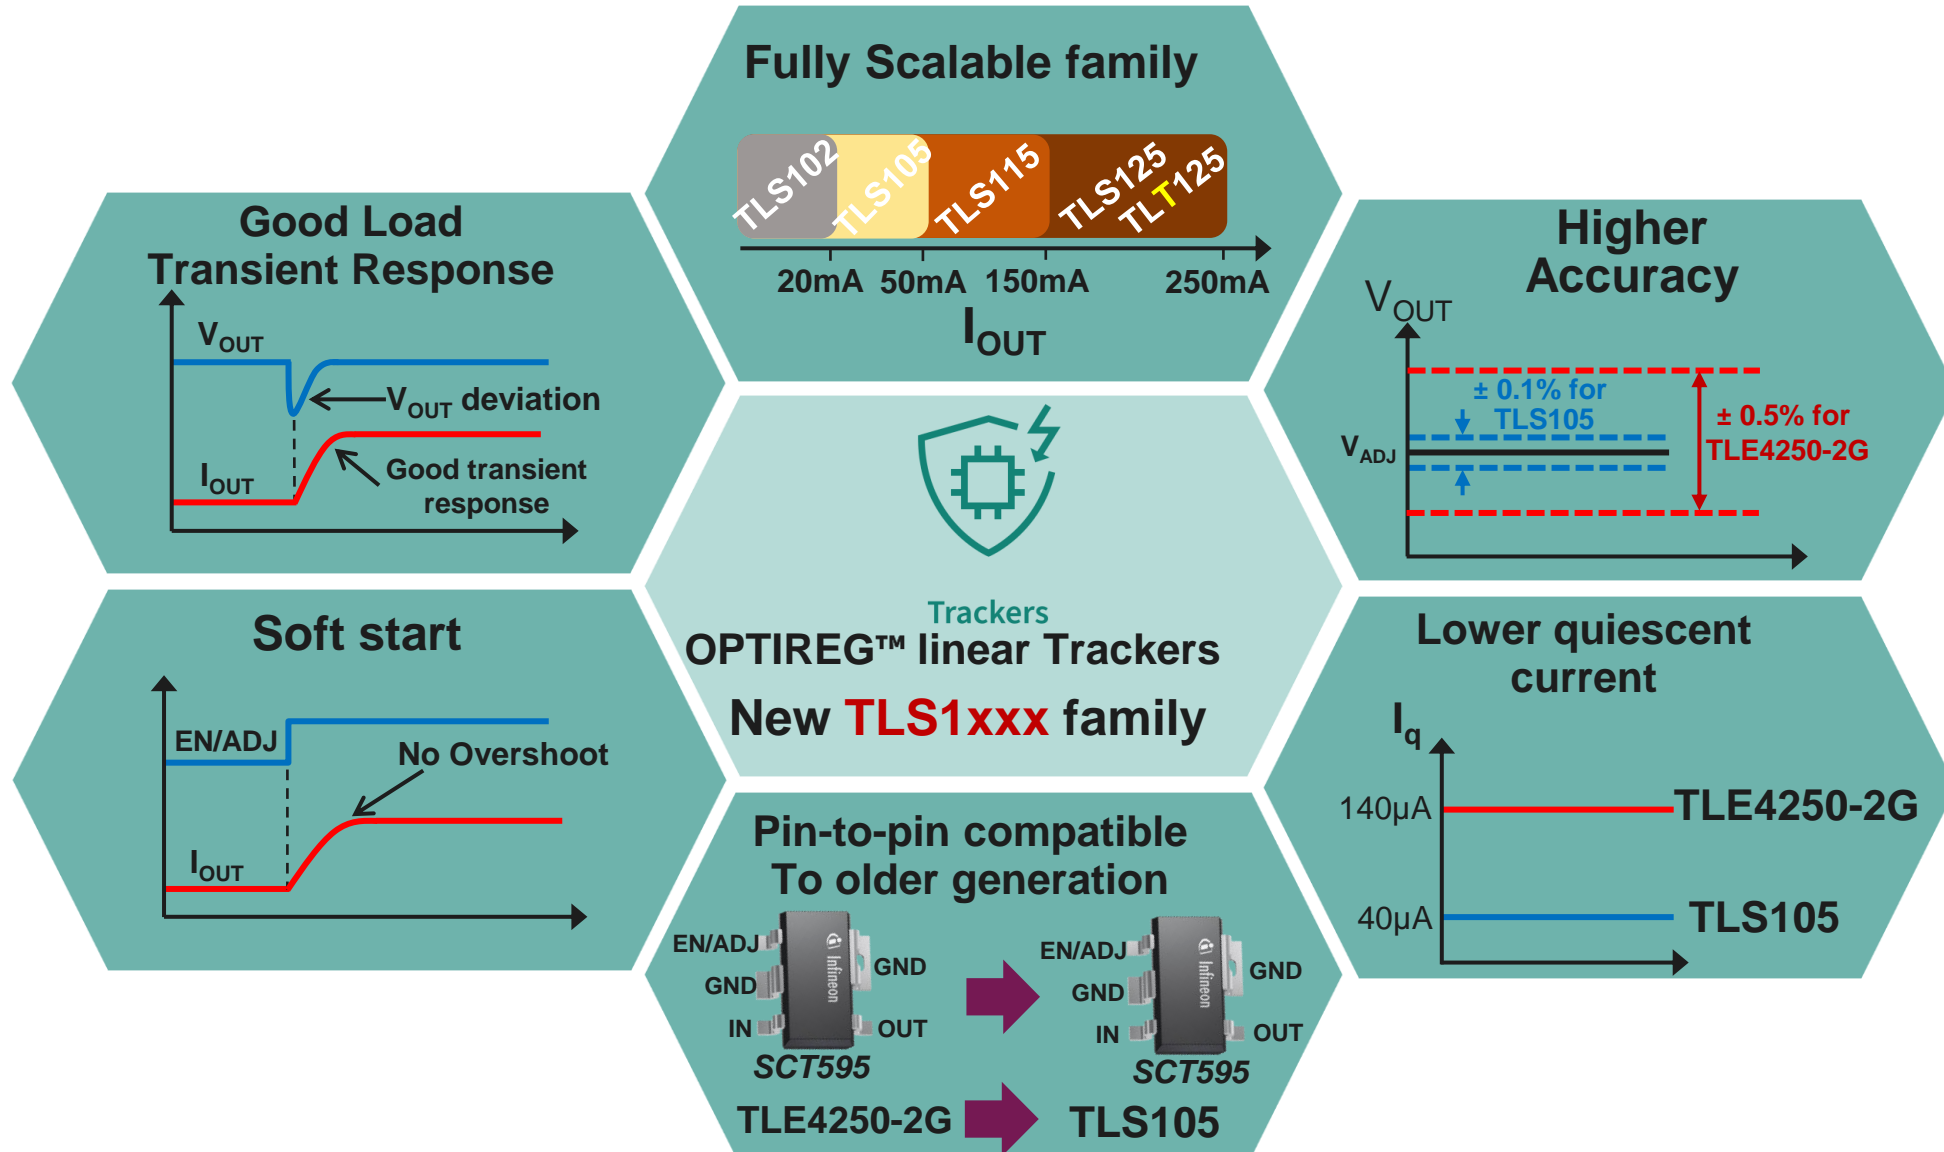 Fully Scalable family
TLS102
TLS105
TLS115
TLS125
TLT125
20mA 50mA 150mA 250mA
IOUT
Good Load
Transient Response
VOUT
VOUT deviation
Good transient
response
IOUT
Higher
Accuracy
VOUT
± 0.1% for
TLS105
± 0.5% for
TLE4250-2G
VADJ
Trackers
OPTIREG™ linear Trackers
New TLS1xxx family
Soft start
EN/ADJ
No Overshoot
IOUT
Lower quiescent
current
Iq
140µA
TLE4250-2G
40µA
TLS105
Pin-to-pin compatible
To older generation
EN/ADJ
GND
IN
Infineon
GND
OUT
SCT595
EN/ADJ
GND
IN
Infineon
GND
OUT
SCT595
TLE4250-2G
TLS105